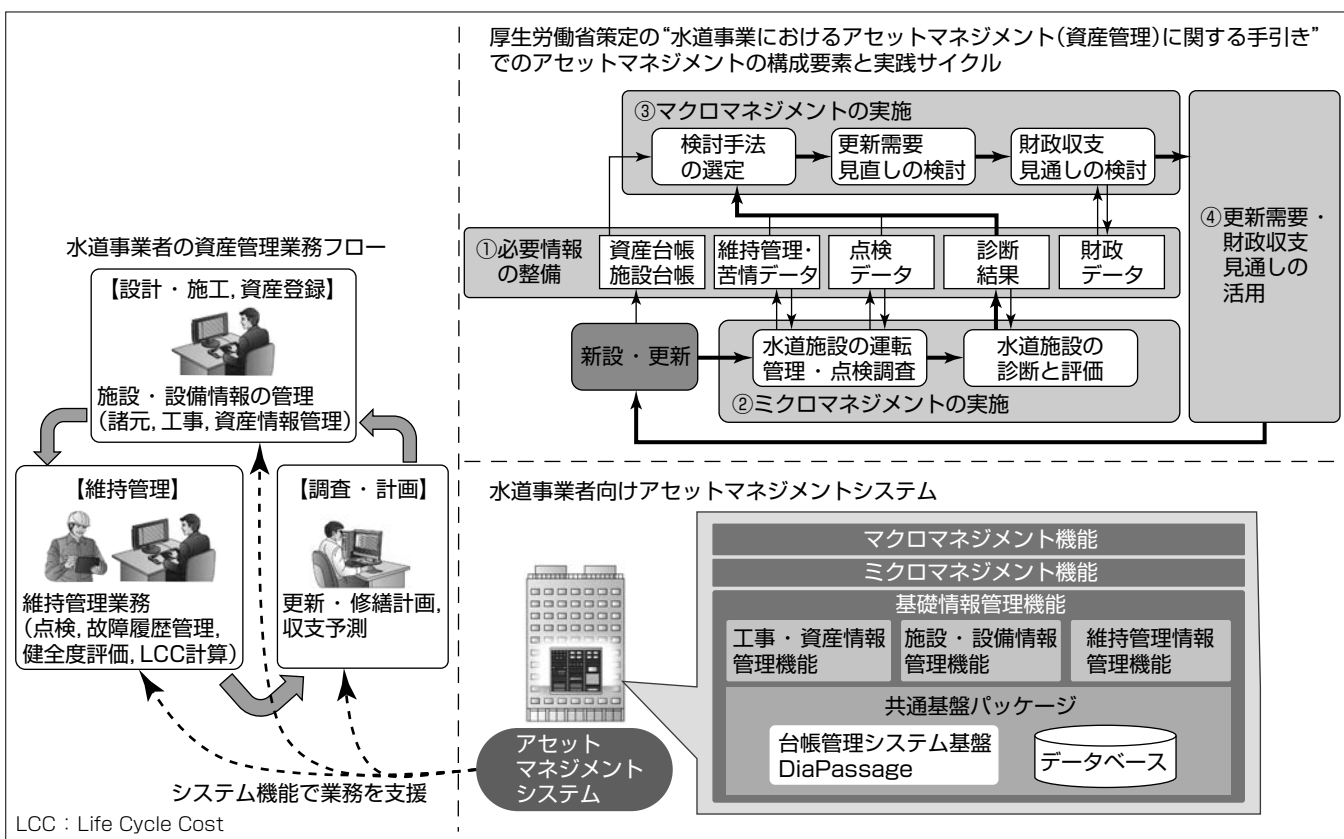 厚生労働省策定の“水道事業におけるアセットマネジメント(資産管理)に関する手引き”
でのアセットマネジメントの構成要素と実践サイクル
③マクロマネジメントの実施
検討手法
の選定
更新需要
見直しの検討
財政収支
見通しの検討
④更新需要・
財政収支
見通しの
活用
①必要情報
の整備
資産台帳
施設台帳
維持管理・
苦情データ
点検
データ
診断
結果
財政
データ
新設・更新
水道施設の運転
管理・点検調査
水道施設の
診断と評価
②ミクロマネジメントの実施
水道事業者の資産管理業務フロー
【設計・施工,資産登録】
施設・設備情報の管理
(諸元,工事,資産情報管理)
【維持管理】
維持管理業務
(点検,故障履歴管理,
健全度評価,LCC計算)
【調査・計画】
更新・修繕計画,
収支予測
システム機能で業務を支援
LCC:Life Cycle Cost
水道事業者向けアセットマネジメントシステム
アセット
マネジメント
システム
マクロマネジメント機能
ミクロマネジメント機能
基礎情報管理機能
工事・資産情報
管理機能
施設・設備情報
管理機能
維持管理情報
管理機能
共通基盤パッケージ
台帳管理システム基盤
DiaPassage
データベース